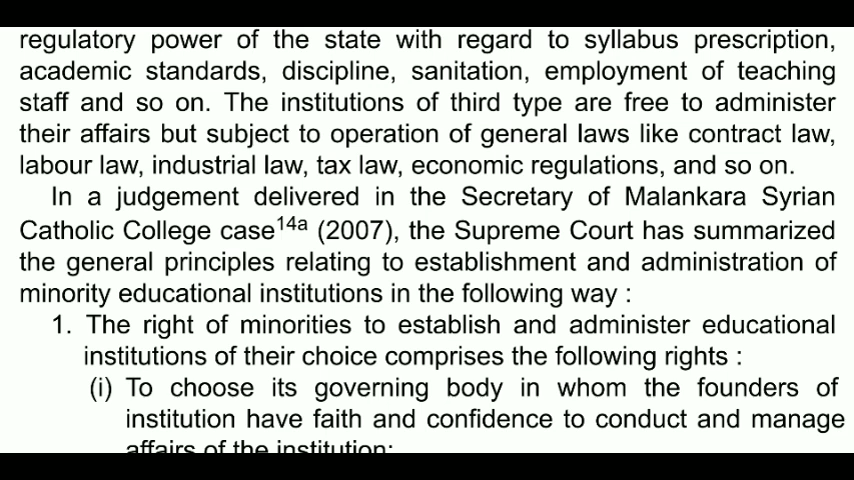 regulatory power of the state with regard to syllabus prescription,
academic standards, discipline, sanitation, employment of teaching
staff and so on. The institutions of third type are free to administer
their affairs but subject to operation of general laws like contract law,
labour law, industrial law, tax law, economic regulations, and so on.
In a judgement delivered in the Secretary of Malankara Syrian
Catholic College case14a (2007), the Supreme Court has summarized
the general principles relating to establishment and administration of
minority educational institutions in the following way :
1. The right of minorities to establish and administer educational
institutions of their choice comprises the following rights :
(i) To choose its governing body in whom the founders of
institution have faith and confidence to conduct and manage
affairs of the institution;